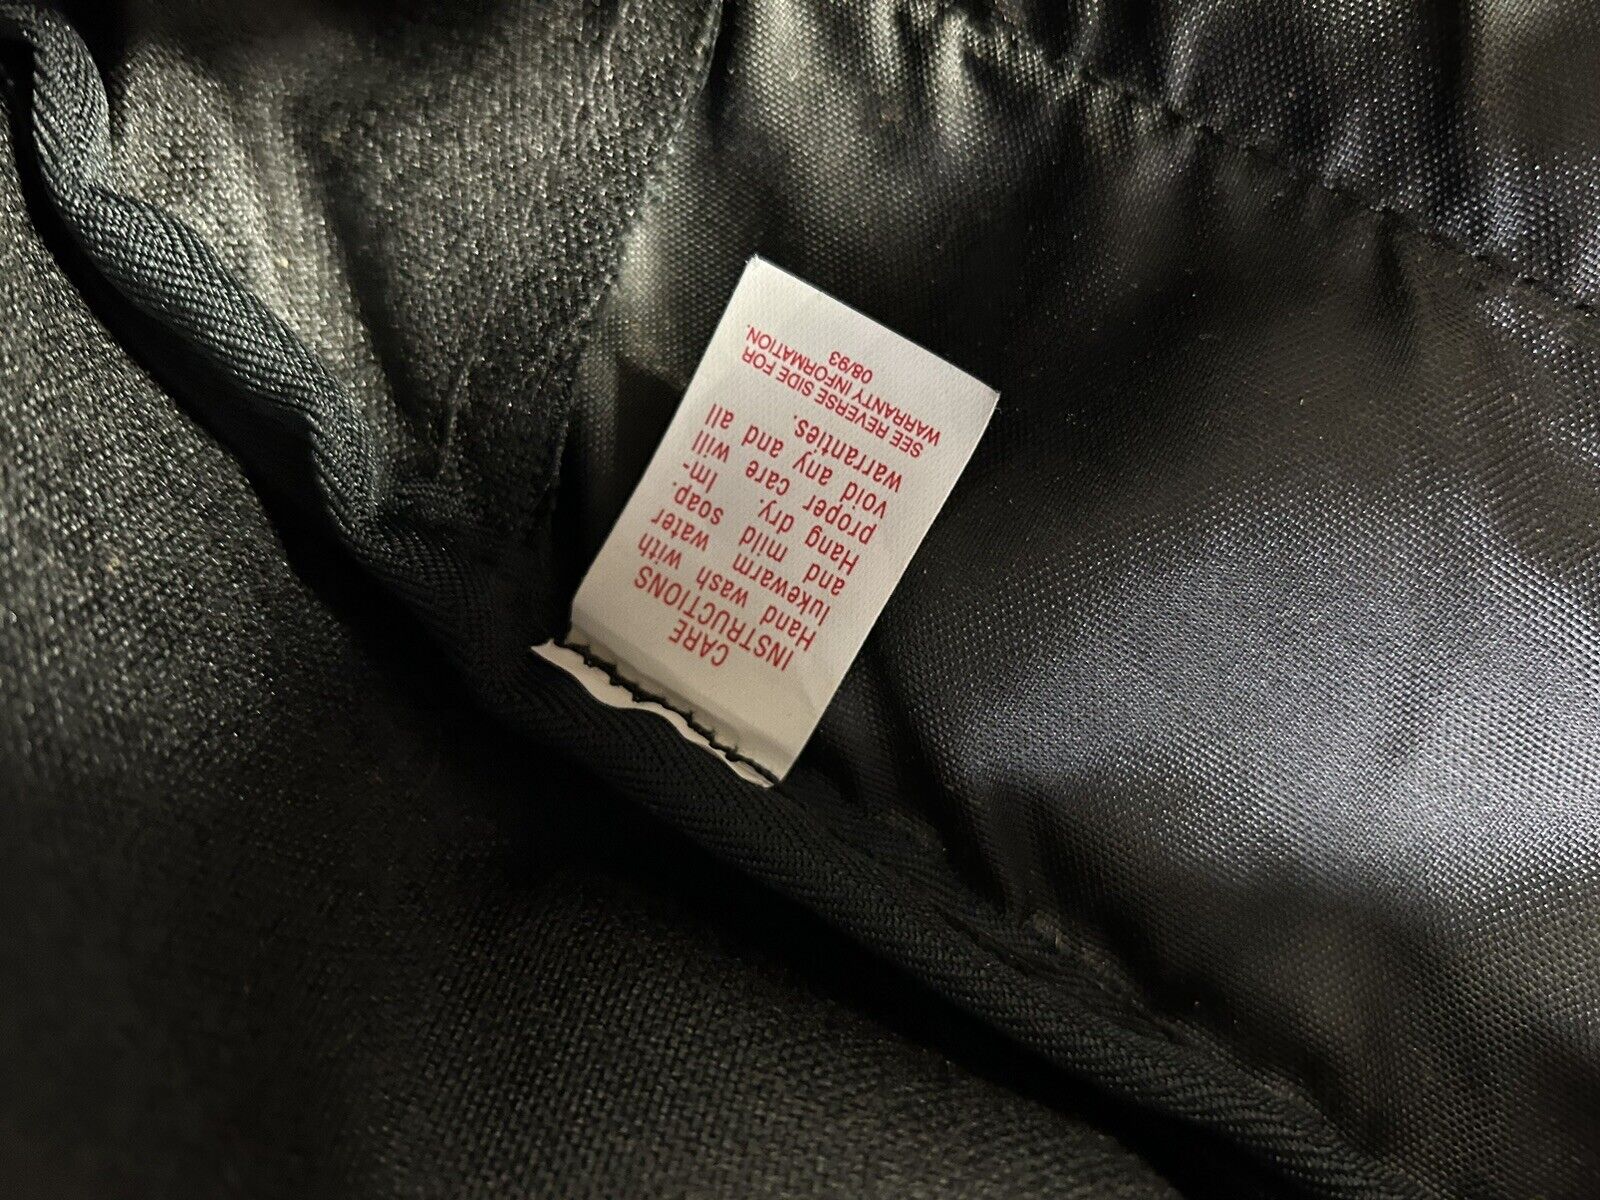 CARE
INSTRUCTIONS
Hand wash with
lukewarm water
and mild soap.
Hang dry. Im-
proper care will
void any and all
warranties.
SEE REVERSE SIDE FOR
WARRANTY INFORMATION.
08/93